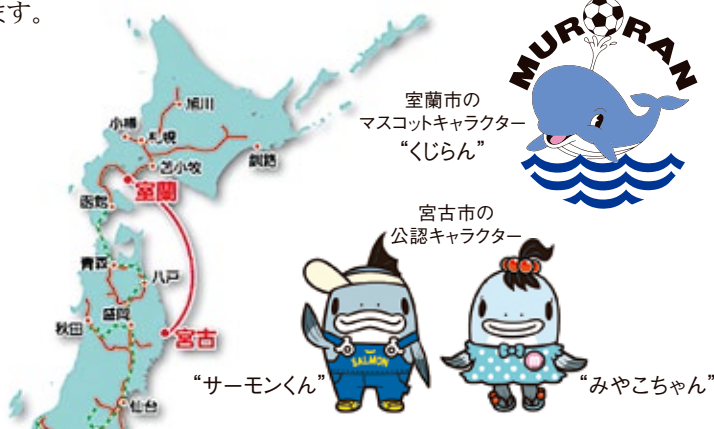 ます。
MURORAN
室蘭市の
マスコットキャラクター
“くじらん”
旭川
小樽
札幌
苫小牧
釧路
室蘭
函館
宮古市の
公認キャラクター
青森
八戸
盛岡
秋田
宮古
SALMON
“サーモンくん”
“みやこちゃん”
仙台